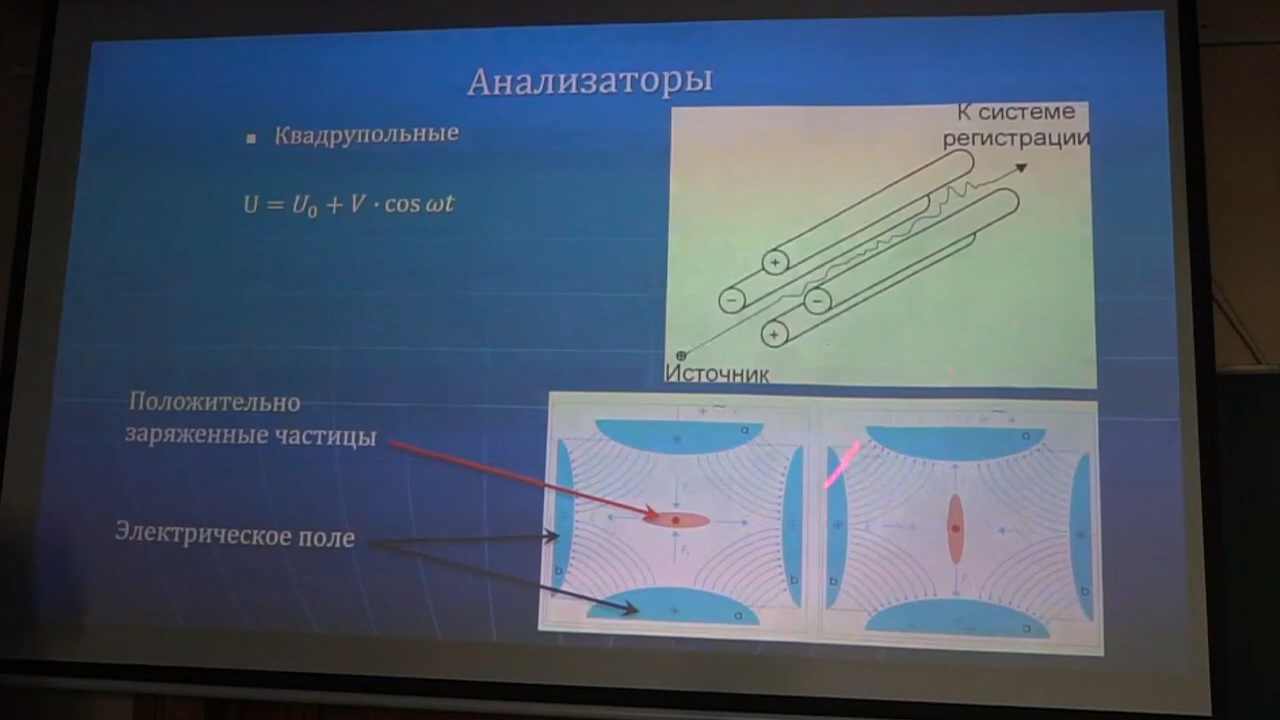 Анализаторы
▪ Квадрупольные
U = U₀ + V · cos ωt
К системе
регистрации
+
−
−
+
Источник
Положительно
заряженные частицы
Электрическое поле
a
b
b
a
+
a
b
b
a